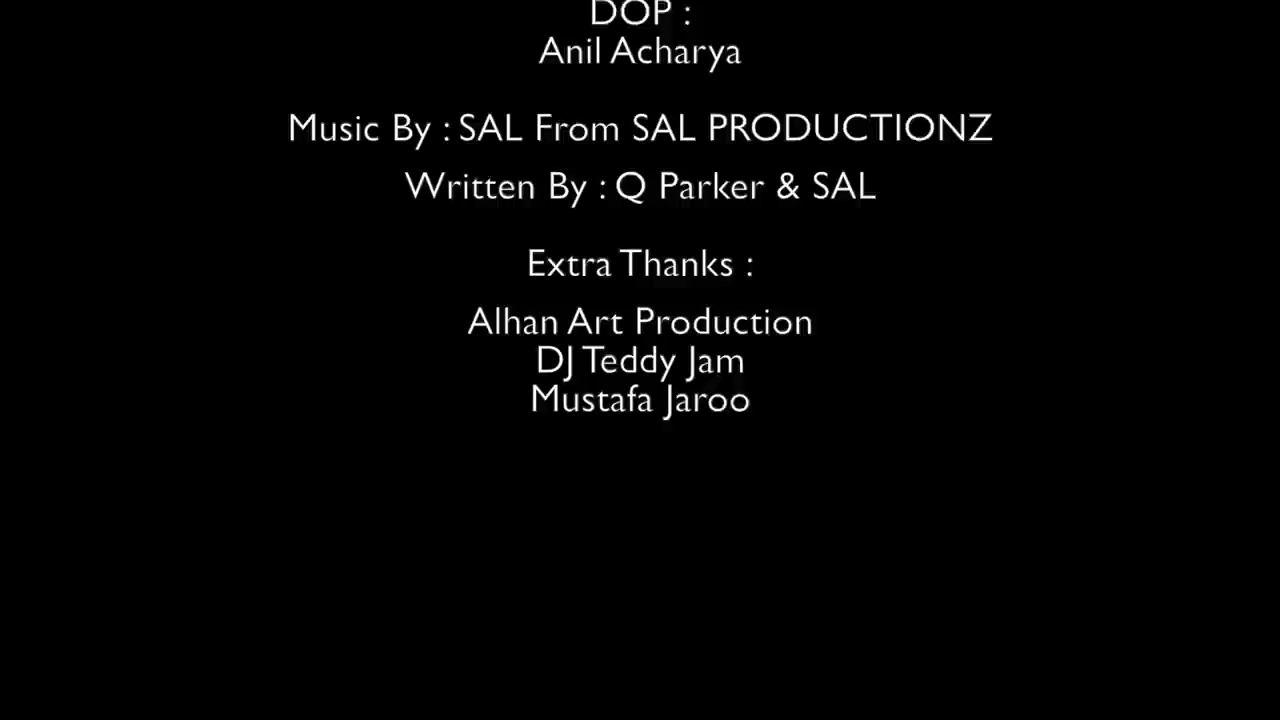 DOP :
Anil Acharya
Music By : SAL From SAL PRODUCTIONZ
Written By : Q Parker & SAL
Extra Thanks :
Alhan Art Production
DJ Teddy Jam
Mustafa Jaroo